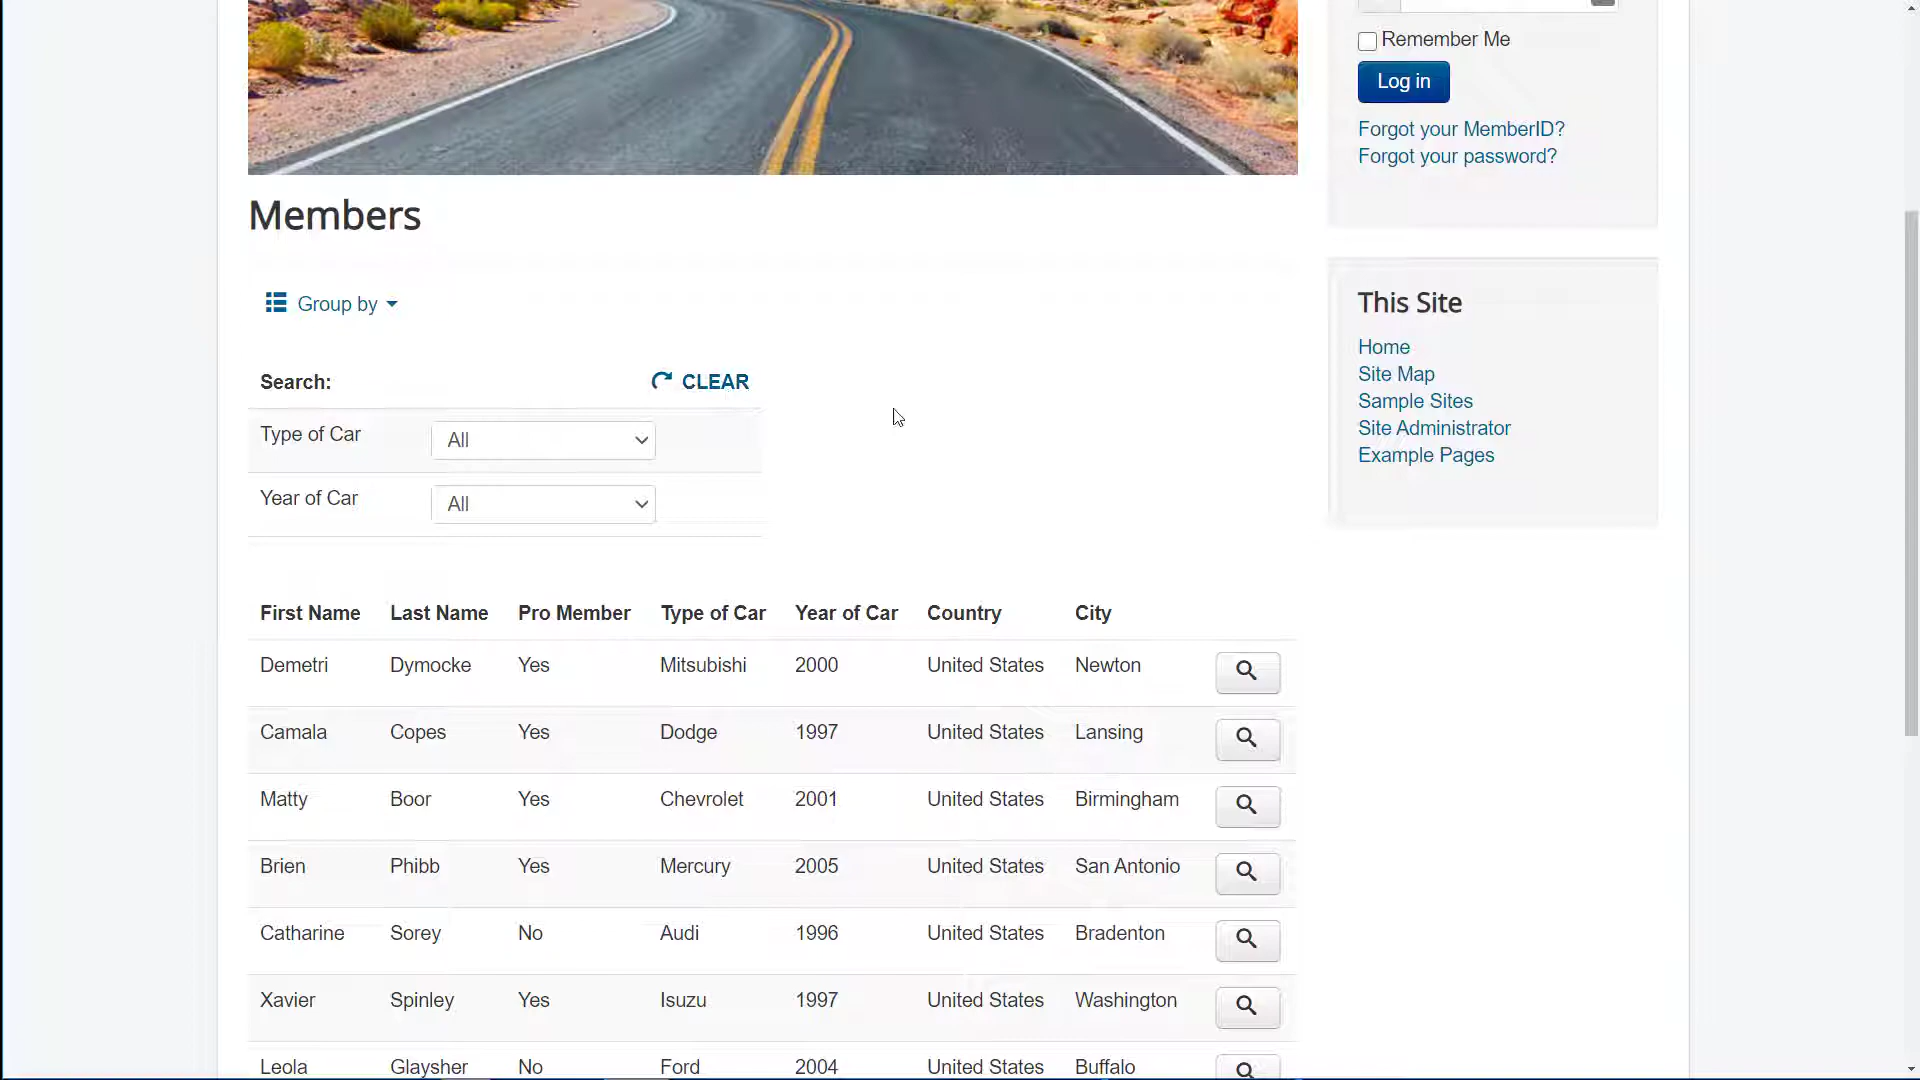 Remember Me
Log in
Forgot your MemberID?
Forgot your password?
Members
Group by
Search: CLEAR
Type of Car All
Year of Car All
This Site
Home
Site Map
Sample Sites
Site Administrator
Example Pages
First Name Last Name Pro Member Type of Car Year of Car Country City
Demetri Dymocke Yes Mitsubishi 2000 United States Newton
Camala Copes Yes Dodge 1997 United States Lansing
Matty Boor Yes Chevrolet 2001 United States Birmingham
Brien Phibb Yes Mercury 2005 United States San Antonio
Catharine Sorey No Audi 1996 United States Bradenton
Xavier Spinley Yes Isuzu 1997 United States Washington
Leola Glaysher No Ford 2004 United States Buffalo